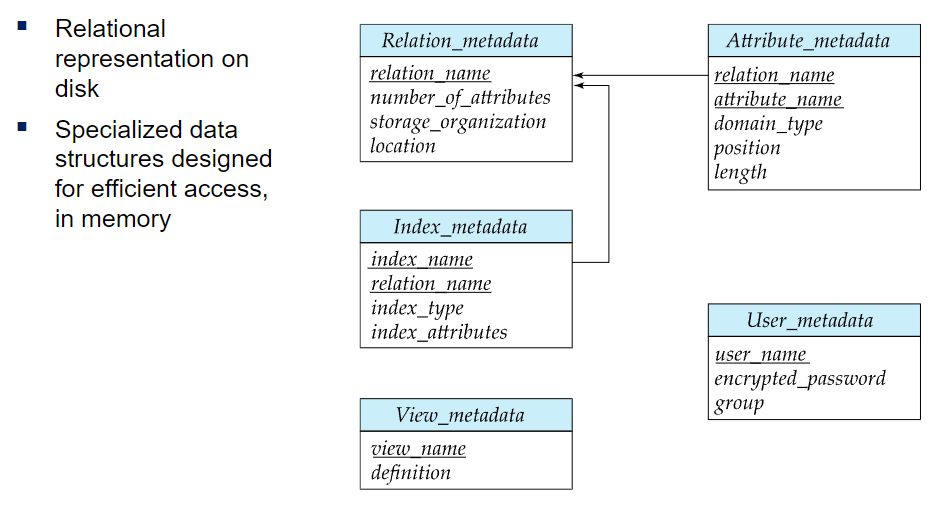 Relational
representation on
disk
Specialized data
structures designed
for efficient access,
in memory
Relation_metadata
relation_name
number_of_attributes
storage_organization
location
Attribute_metadata
relation_name
attribute_name
domain_type
position
length
Index_metadata
index_name
relation_name
index_type
index_attributes
User_metadata
user_name
encrypted_password
group
View_metadata
view_name
definition